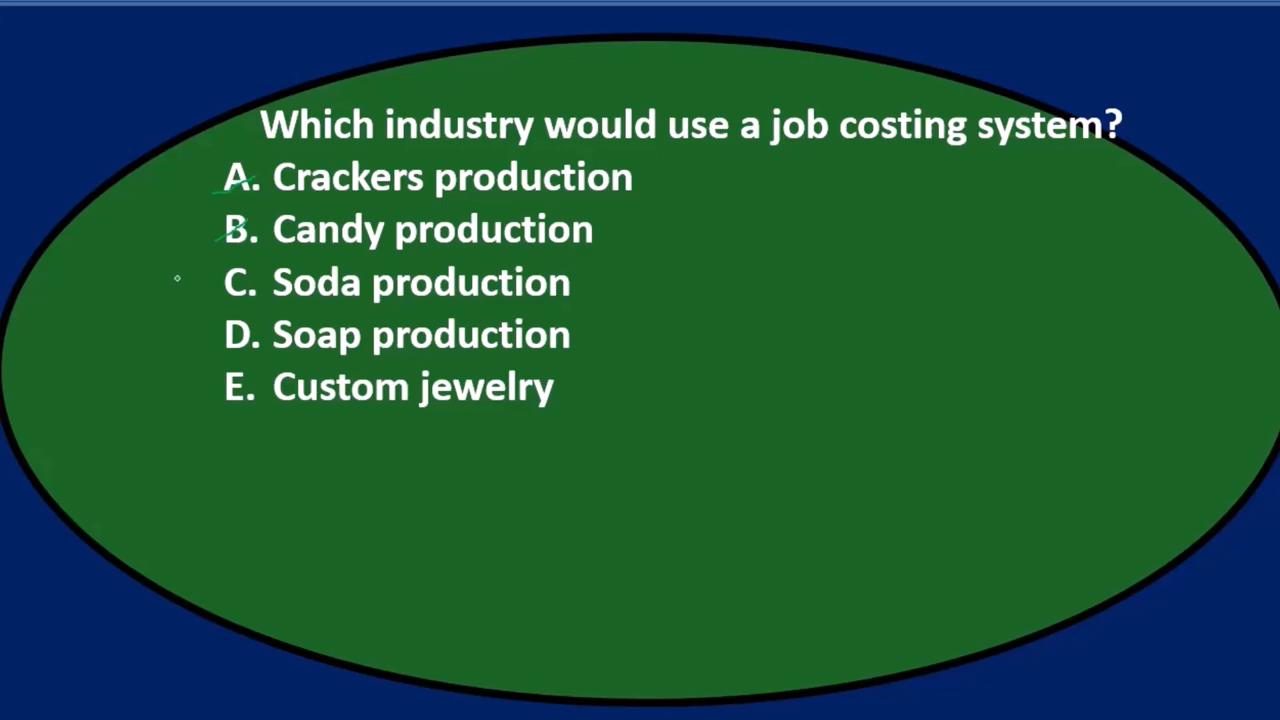 Which industry would use a job costing system?
A. Crackers production
B. Candy production
C. Soda production
D. Soap production
E. Custom jewelry